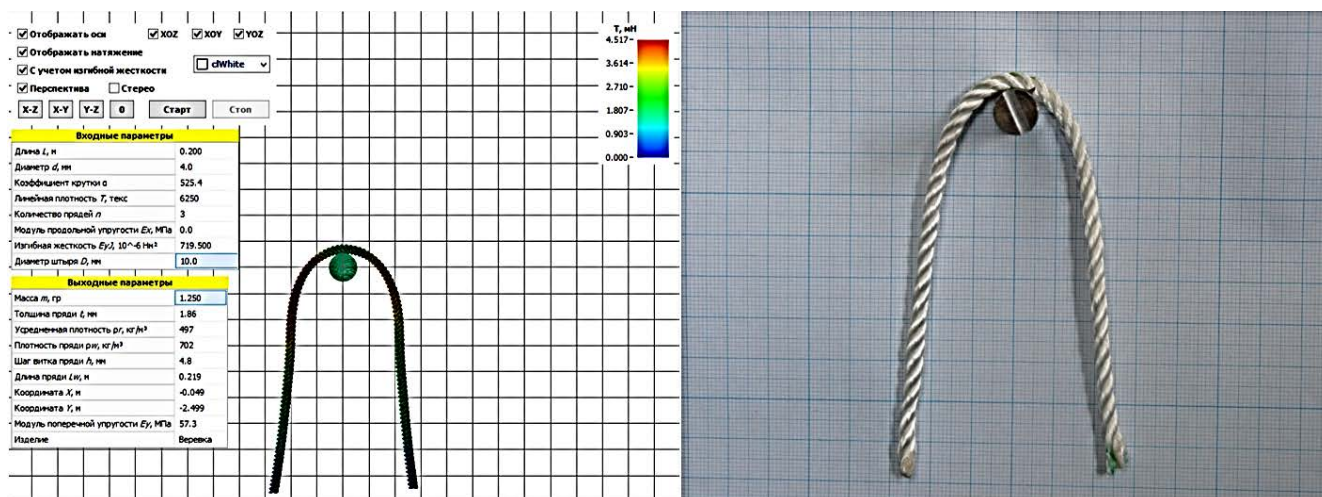 Отображать оси XOZ XOY YOZ
Отображать натяжение
С учетом изгибной жесткости clWhite
Перспектива Стерео
X-Z X-Y Y-Z 0 Старт Стоп
Входные параметры
Длина L, м 0.200
Диаметр d, мм 4.0
Коэффициент крутки α 525.4
Линейная плотность T, текс 6250
Количество прядей n 3
Модуль продольной упругости Ex, МПа 0.0
Изгибная жесткость EyJ, 10^-6 Нм² 719.500
Диаметр штыря D, мм 10.0
Выходные параметры
Масса m, гр 1.250
Толщина пряди t, мм 1.86
Усредненная плотность pr, кг/м³ 497
Плотность пряди pw, кг/м³ 702
Шаг витка пряди h, мм 4.8
Длина пряди Lw, м 0.219
Координата X, м -0.049
Координата Y, м -2.499
Модуль поперечной упругости Ey, МПа 57.3
Изделие Веревка
T, мН
4.517
3.614
2.710
1.807
0.903
0.000